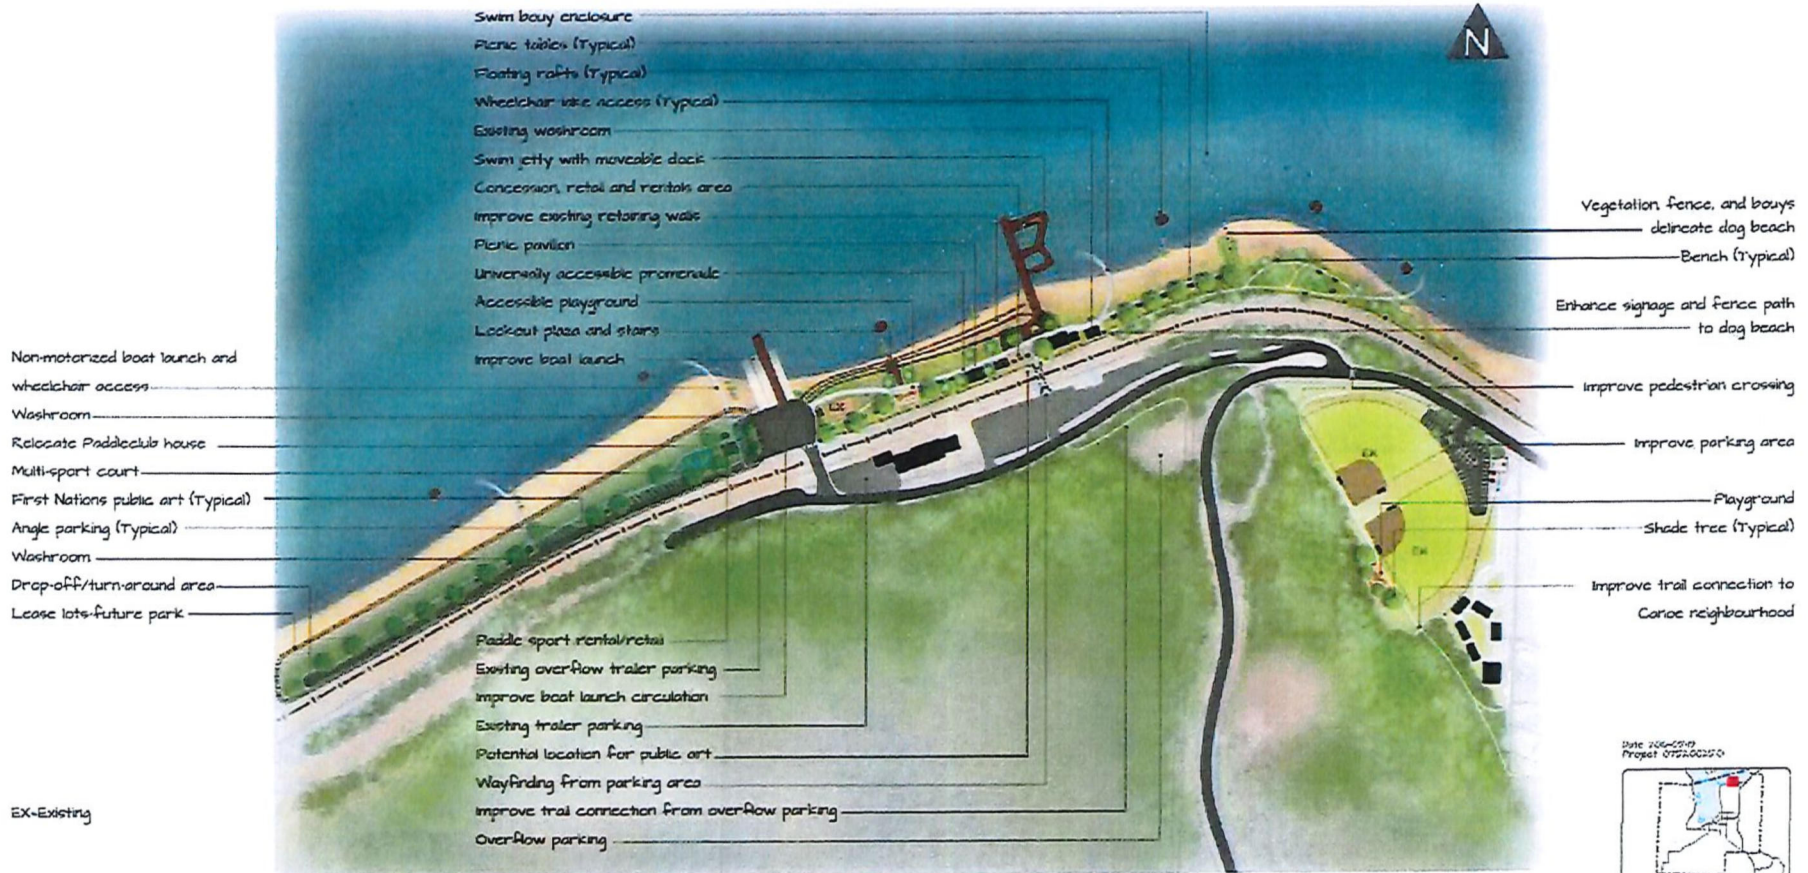 Swim bouy enclosure
Picnic tables (Typical)
Floating rafts (Typical)
Wheelchair lake access (Typical)
Existing washroom
Swim jetty with moveable dock
Concession, retail and rentals area
Improve existing retaining walls
Picnic pavilion
Universally accessible promenade
Accessible playground
Lookout plaza and stairs
Improve boat launch
N
Non-motorized boat launch and
wheelchair access
Washroom
Relocate Paddleclub house
Multi-sport court
First Nations public art (Typical)
Angle parking (Typical)
Washroom
Drop-off/turn-around area
Lease lots-future park
EX
EX
EX
Vegetation, fence, and bouys
delineate dog beach
Bench (Typical)
Enhance signage and fence path
to dog beach
Improve pedestrian crossing
Improve parking area
Playground
Shade tree (Typical)
Improve trail connection to
Canoe neighbourhood
Paddle sport rental/retail
Existing overflow trailer parking
Improve boat launch circulation
Existing trailer parking
Potential location for public art
Wayfinding from parking area
Improve trail connection from overflow parking
Overflow parking
EX-Existing
Date
Project